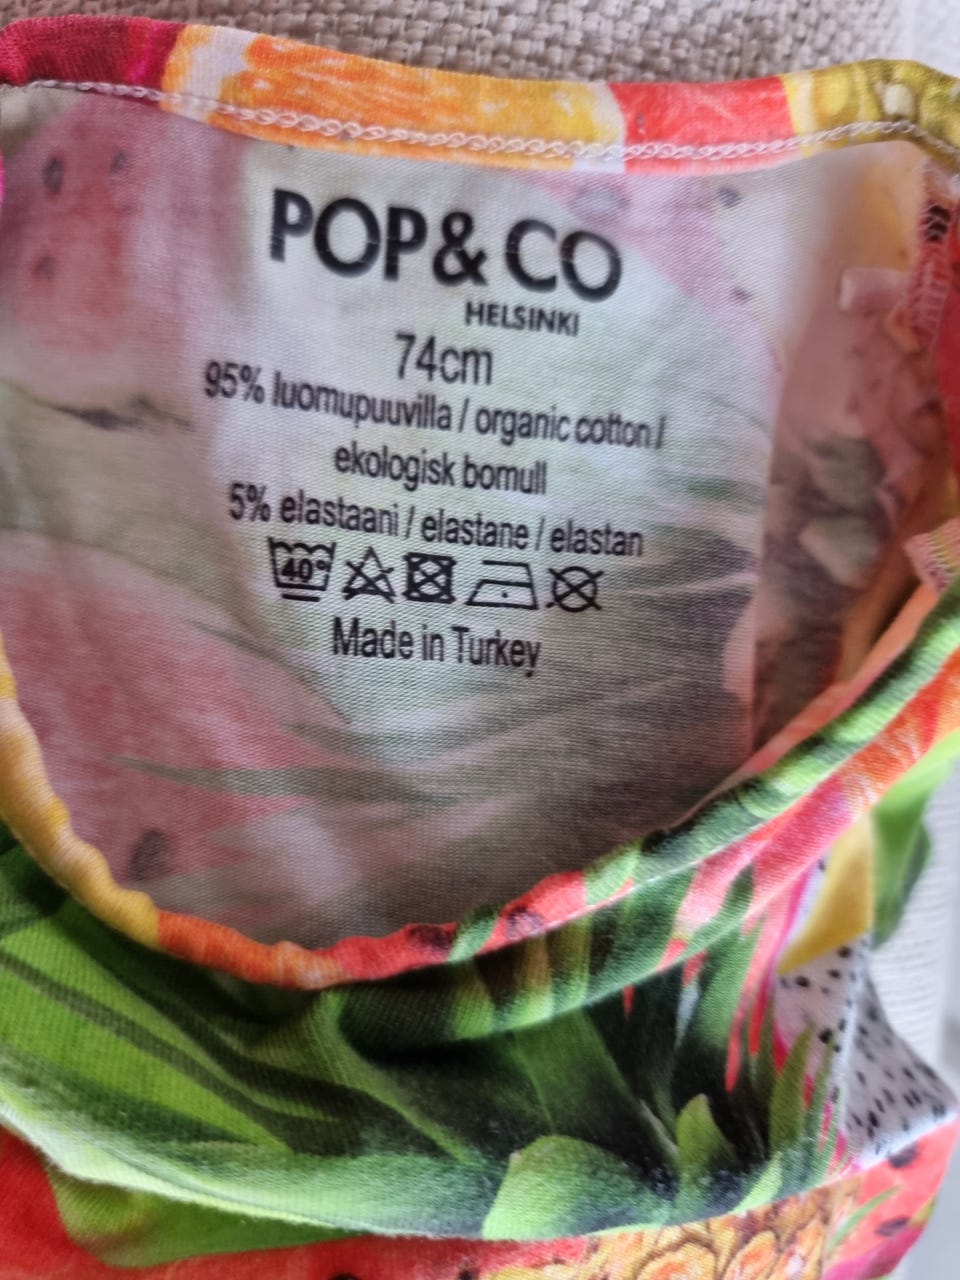 POP & CO
HELSINKI
74cm
95% luomupuuvilla / organic cotton /
ekologisk bomull
5% elastaani / elastane / elastan
40°
Made in Turkey